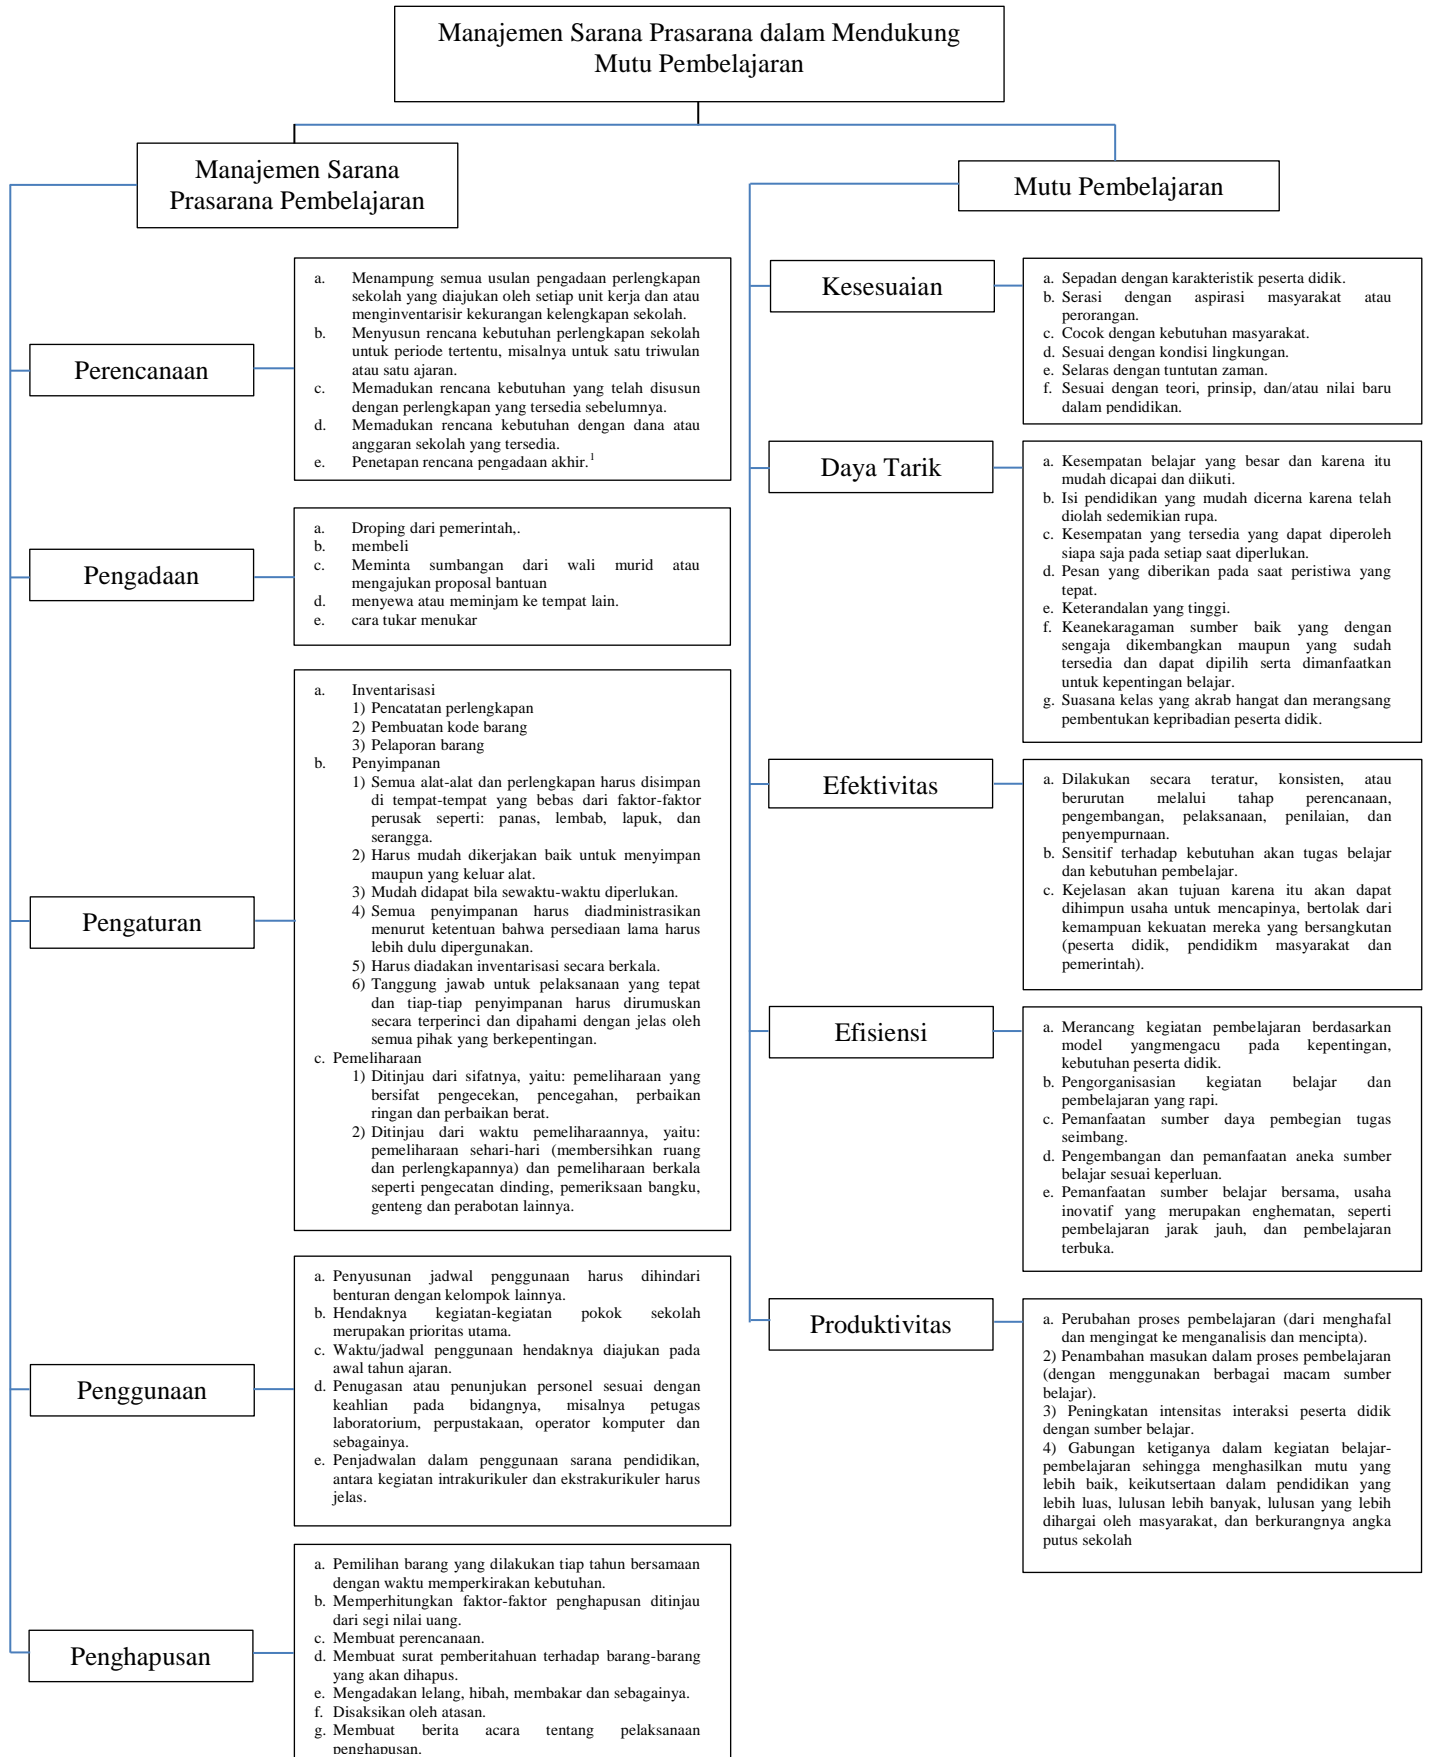 Manajemen Sarana Prasarana dalam Mendukung
Mutu Pembelajaran
Manajemen Sarana
Prasarana Pembelajaran
Perencanaan
a. Menampung semua usulan pengadaan perlengkapan
sekolah yang diajukan oleh setiap unit kerja dan atau
menginventarisir kekurangan kelengkapan sekolah.
b. Menyusun rencana kebutuhan perlengkapan sekolah
untuk periode tertentu, misalnya untuk satu triwulan
atau satu ajaran.
c. Memadukan rencana kebutuhan yang telah disusun
dengan perlengkapan yang tersedia sebelumnya.
d. Memadukan rencana kebutuhan dengan dana atau
anggaran sekolah yang tersedia.
e. Penetapan rencana pengadaan akhir.1
Pengadaan
a. Droping dari pemerintah,.
b. membeli
c. Meminta sumbangan dari wali murid atau
mengajukan proposal bantuan
d. menyewa atau meminjam ke tempat lain.
e. cara tukar menukar
Pengaturan
a. Inventarisasi
1) Pencatatan perlengkapan
2) Pembuatan kode barang
3) Pelaporan barang
b. Penyimpanan
1) Semua alat-alat dan perlengkapan harus disimpan
di tempat-tempat yang bebas dari faktor-faktor
perusak seperti: panas, lembab, lapuk, dan
serangga.
2) Harus mudah dikerjakan baik untuk menyimpan
maupun yang keluar alat.
3) Mudah didapat bila sewaktu-waktu diperlukan.
4) Semua penyimpanan harus diadministrasikan
menurut ketentuan bahwa persediaan lama harus
lebih dulu dipergunakan.
5) Harus diadakan inventarisasi secara berkala.
6) Tanggung jawab untuk pelaksanaan yang tepat
dan tiap-tiap penyimpanan harus dirumuskan
secara terperinci dan dipahami dengan jelas oleh
semua pihak yang berkepentingan.
c. Pemeliharaan
1) Ditinjau dari sifatnya, yaitu: pemeliharaan yang
bersifat pengecekan, pencegahan, perbaikan
ringan dan perbaikan berat.
2) Ditinjau dari waktu pemeliharaannya, yaitu:
pemeliharaan sehari-hari (membersihkan ruang
dan perlengkapannya) dan pemeliharaan berkala
seperti pengecatan dinding, pemeriksaan bangku,
genteng dan perabotan lainnya.
Penggunaan
a. Penyusunan jadwal penggunaan harus dihindari
benturan dengan kelompok lainnya.
b. Hendaknya kegiatan-kegiatan pokok sekolah
merupakan prioritas utama.
c. Waktu/jadwal penggunaan hendaknya diajukan pada
awal tahun ajaran.
d. Penugasan atau penunjukan personel sesuai dengan
keahlian pada bidangnya, misalnya petugas
laboratorium, perpustakaan, operator komputer dan
sebagainya.
e. Penjadwalan dalam penggunaan sarana pendidikan,
antara kegiatan intrakurikuler dan ekstrakurikuler harus
jelas.
Penghapusan
a. Pemilihan barang yang dilakukan tiap tahun bersamaan
dengan waktu memperkirakan kebutuhan.
b. Memperhitungkan faktor-faktor penghapusan ditinjau
dari segi nilai uang.
c. Membuat perencanaan.
d. Membuat surat pemberitahuan terhadap barang-barang
yang akan dihapus.
e. Mengadakan lelang, hibah, membakar dan sebagainya.
f. Disaksikan oleh atasan.
g. Membuat berita acara tentang pelaksanaan
penghapusan.
Mutu Pembelajaran
Kesesuaian
a. Sepadan dengan karakteristik peserta didik.
b. Serasi dengan aspirasi masyarakat atau
perorangan.
c. Cocok dengan kebutuhan masyarakat.
d. Sesuai dengan kondisi lingkungan.
e. Selaras dengan tuntutan zaman.
f. Sesuai dengan teori, prinsip, dan/atau nilai baru
dalam pendidikan.
Daya Tarik
a. Kesempatan belajar yang besar dan karena itu
mudah dicapai dan diikuti.
b. Isi pendidikan yang mudah dicerna karena telah
diolah sedemikian rupa.
c. Kesempatan yang tersedia yang dapat diperoleh
siapa saja pada setiap saat diperlukan.
d. Pesan yang diberikan pada saat peristiwa yang
tepat.
e. Keterandalan yang tinggi.
f. Keanekaragaman sumber baik yang dengan
sengaja dikembangkan maupun yang sudah
tersedia dan dapat dipilih serta dimanfaatkan
untuk kepentingan belajar.
g. Suasana kelas yang akrab hangat dan merangsang
pembentukan kepribadian peserta didik.
Efektivitas
a. Dilakukan secara teratur, konsisten, atau
berurutan melalui tahap perencanaan,
pengembangan, pelaksanaan, penilaian, dan
penyempurnaan.
b. Sensitif terhadap kebutuhan akan tugas belajar
dan kebutuhan pembelajar.
c. Kejelasan akan tujuan karena itu akan dapat
dihimpun usaha untuk mencapinya, bertolak dari
kemampuan kekuatan mereka yang bersangkutan
(peserta didik, pendidikm masyarakat dan
pemerintah).
Efisiensi
a. Merancang kegiatan pembelajaran berdasarkan
model yangmengacu pada kepentingan,
kebutuhan peserta didik.
b. Pengorganisasian kegiatan belajar dan
pembelajaran yang rapi.
c. Pemanfaatan sumber daya pembegian tugas
seimbang.
d. Pengembangan dan pemanfaatan aneka sumber
belajar sesuai keperluan.
e. Pemanfaatan sumber belajar bersama, usaha
inovatif yang merupakan enghematan, seperti
pembelajaran jarak jauh, dan pembelajaran
terbuka.
Produktivitas
a. Perubahan proses pembelajaran (dari menghafal
dan mengingat ke menganalisis dan mencipta).
2) Penambahan masukan dalam proses pembelajaran
(dengan menggunakan berbagai macam sumber
belajar).
3) Peningkatan intensitas interaksi peserta didik
dengan sumber belajar.
4) Gabungan ketiganya dalam kegiatan belajar-
pembelajaran sehingga menghasilkan mutu yang
lebih baik, keikutsertaan dalam pendidikan yang
lebih luas, lulusan lebih banyak, lulusan yang lebih
dihargai oleh masyarakat, dan berkurangnya angka
putus sekolah